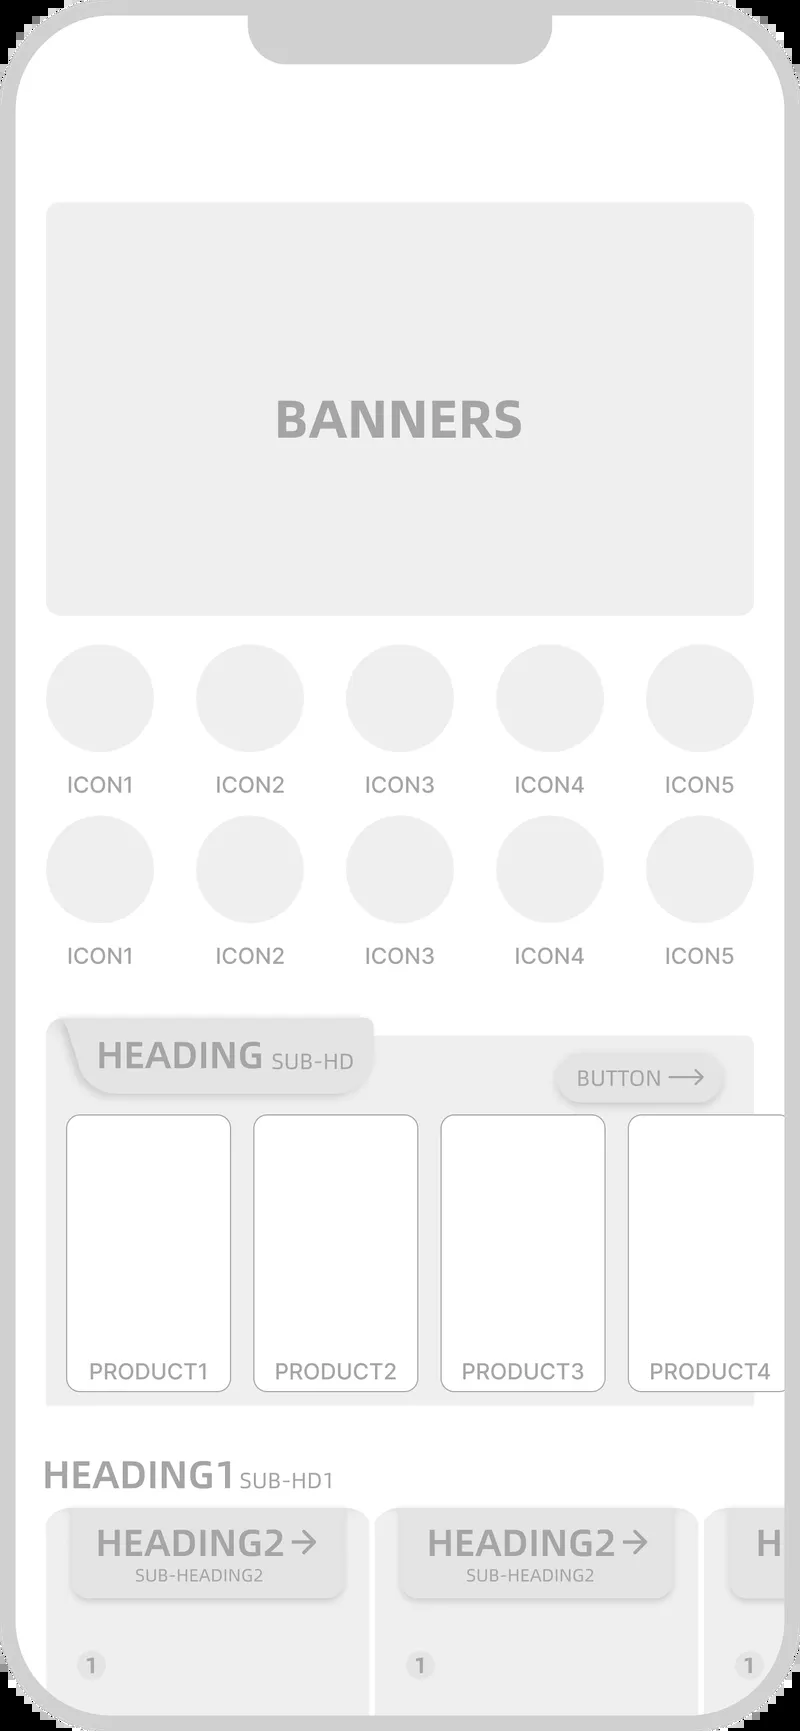 BANNERS
ICON1 ICON2 ICON3 ICON4 ICON5
ICON1 ICON2 ICON3 ICON4 ICON5
HEADING SUB-HD
BUTTON →
PRODUCT1 PRODUCT2 PRODUCT3 PRODUCT4
HEADING1 SUB-HD1
HEADING2 → HEADING2 → H
SUB-HEADING2 SUB-HEADING2
1 1 1